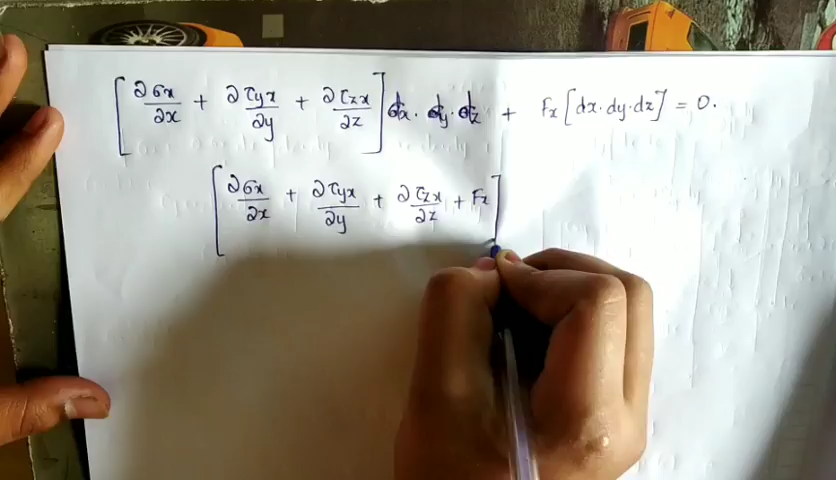 [∂σx/∂x + ∂τyx/∂y + ∂τzx/∂z] dx. dy. dz + Fx [dx. dy. dz] = 0.
[∂σx/∂x + ∂τyx/∂y + ∂τzx/∂z + Fx]